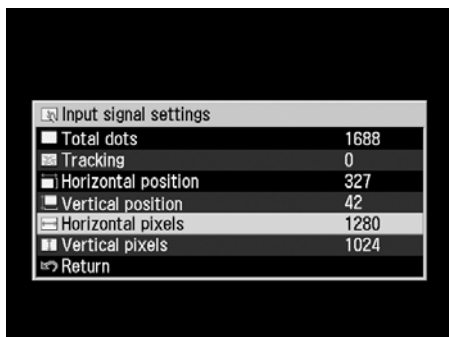 Input signal settings
Total dots 1688
Tracking 0
Horizontal position 327
Vertical position 42
Horizontal pixels 1280
Vertical pixels 1024
Return